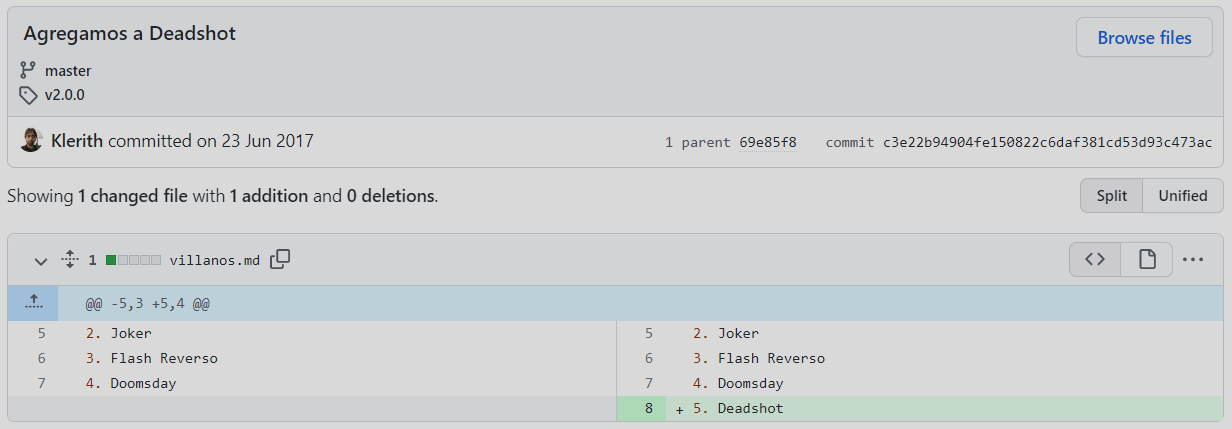 Agregamos a Deadshot
Browse files
master
v2.0.0
Klerith committed on 23 Jun 2017
1 parent 69e85f8 commit c3e22b94904fe150822c6daf381cd53d93c473ac
Showing 1 changed file with 1 addition and 0 deletions.
Split Unified
1 villanos.md
@@ -5,3 +5,4 @@
5 2. Joker 5 2. Joker
6 3. Flash Reverso 6 3. Flash Reverso
7 4. Doomsday 7 4. Doomsday
8 + 5. Deadshot